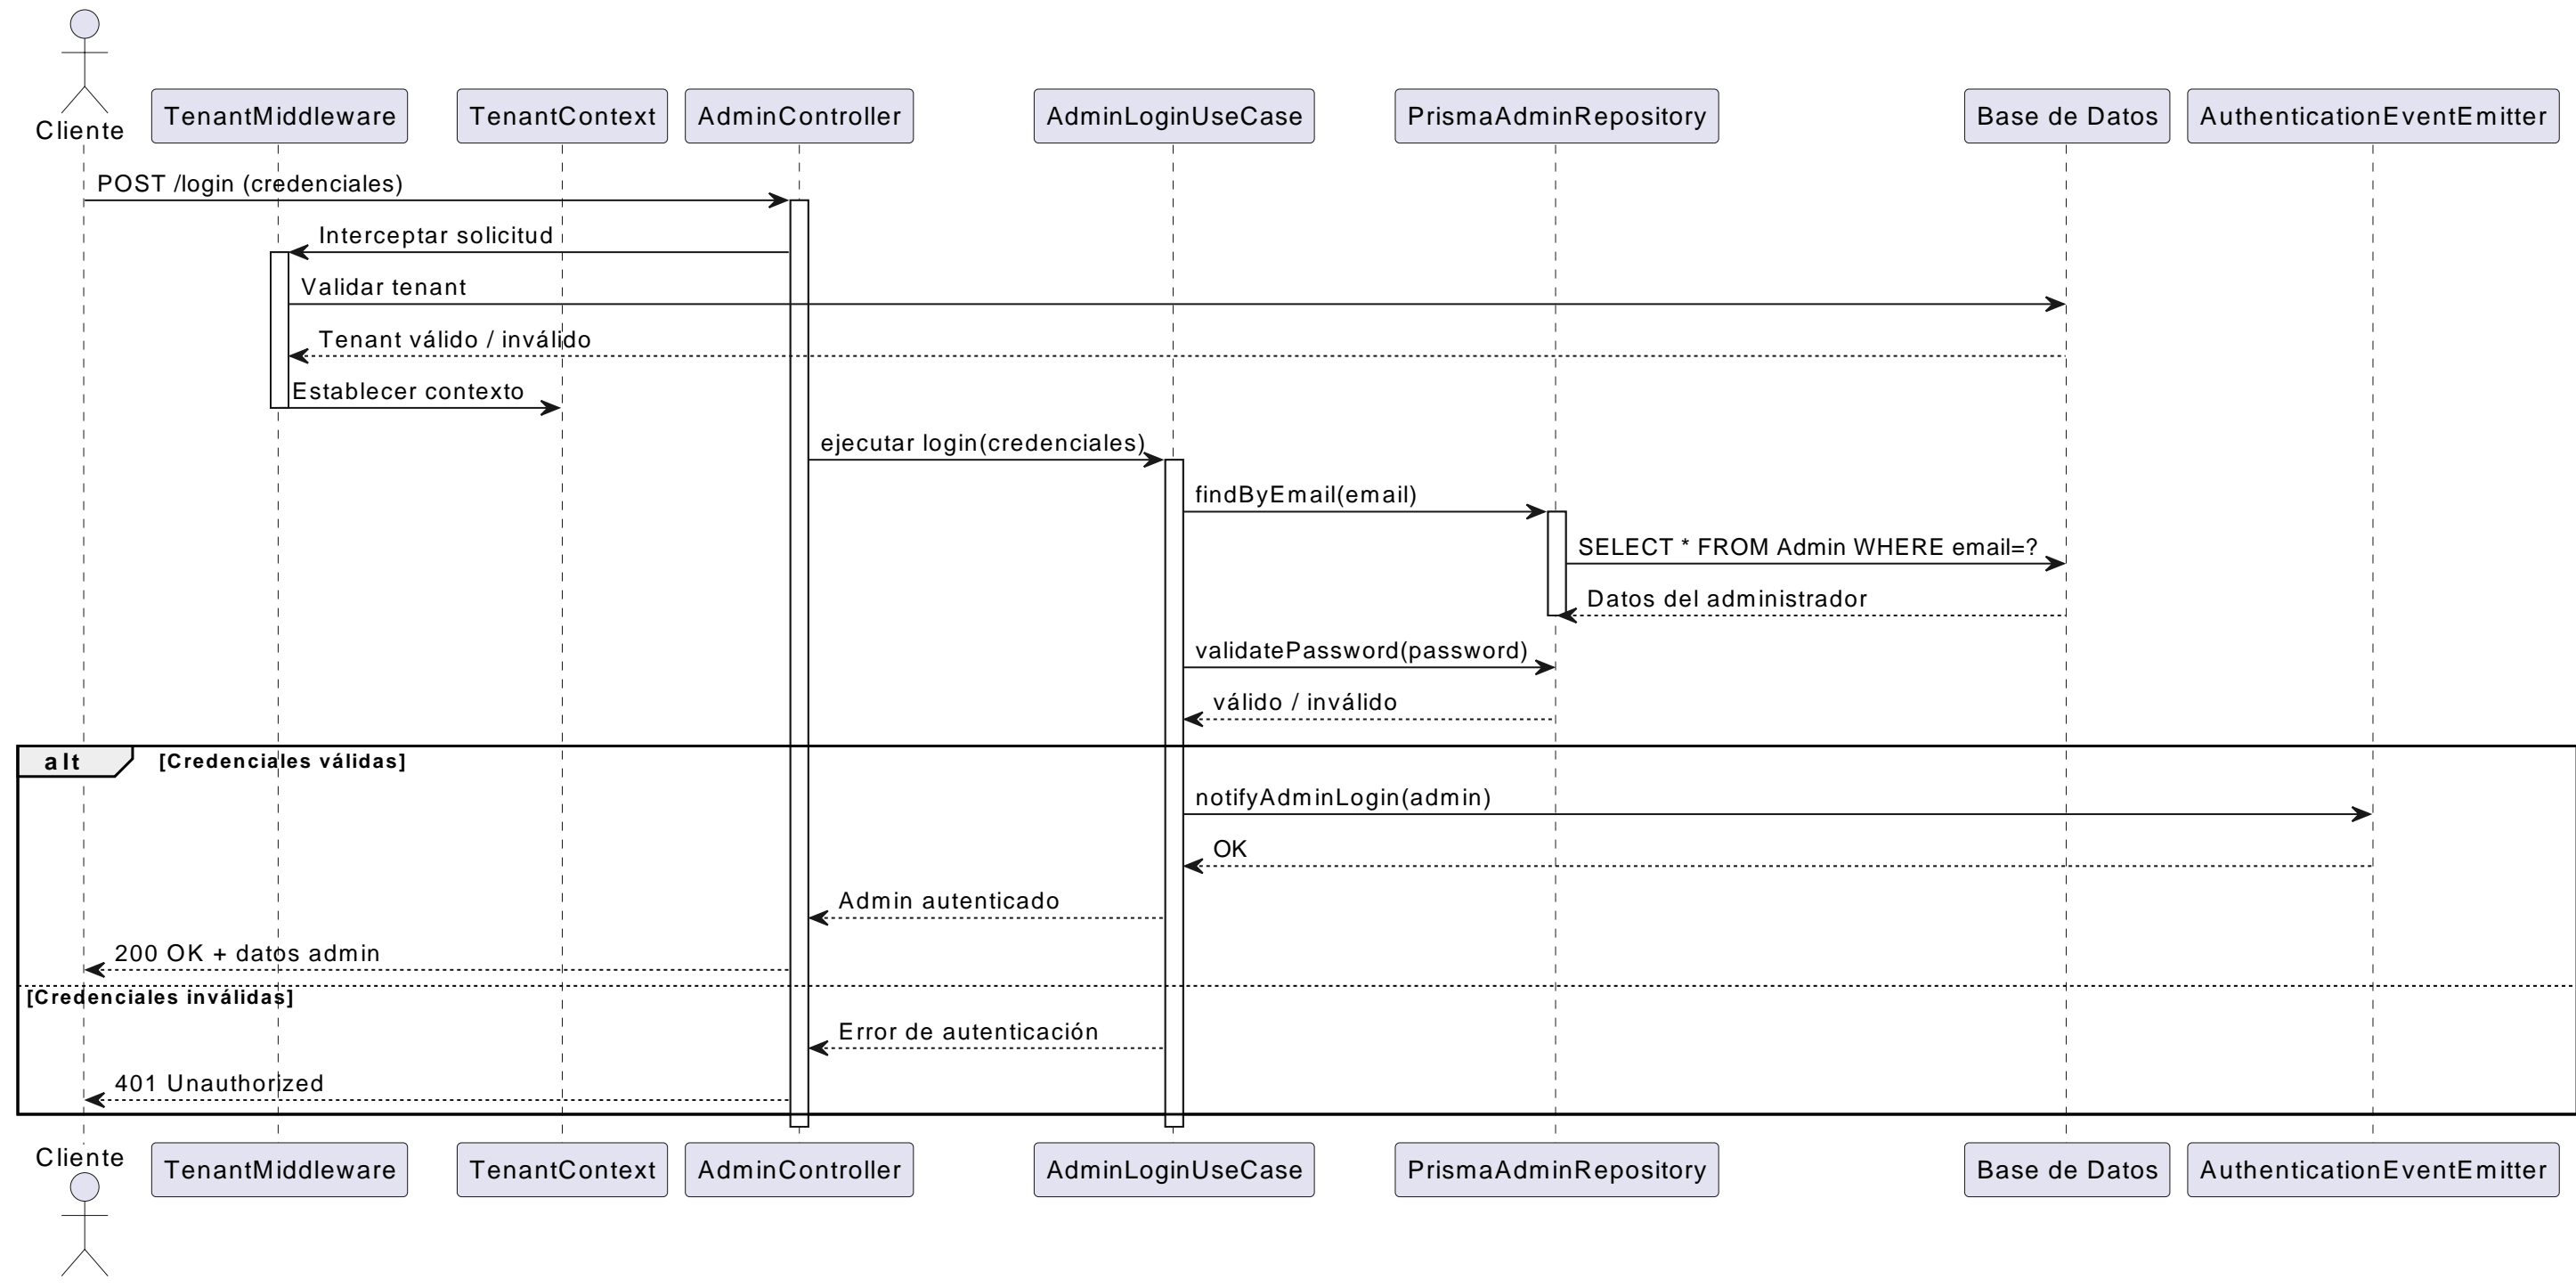 Cliente
TenantMiddleware
TenantContext
AdminController
AdminLoginUseCase
PrismaAdminRepository
Base de Datos
AuthenticationEventEmitter
POST /login (credenciales)
Interceptar solicitud
Validar tenant
Tenant válido / inválido
Establecer contexto
ejecutar login(credenciales)
findByEmail(email)
SELECT * FROM Admin WHERE email=?
Datos del administrador
validatePassword(password)
válido / inválido
alt
[Credenciales válidas]
notifyAdminLogin(admin)
OK
Admin autenticado
200 OK + datos admin
[Credenciales inválidas]
Error de autenticación
401 Unauthorized
Cliente
TenantMiddleware
TenantContext
AdminController
AdminLoginUseCase
PrismaAdminRepository
Base de Datos
AuthenticationEventEmitter